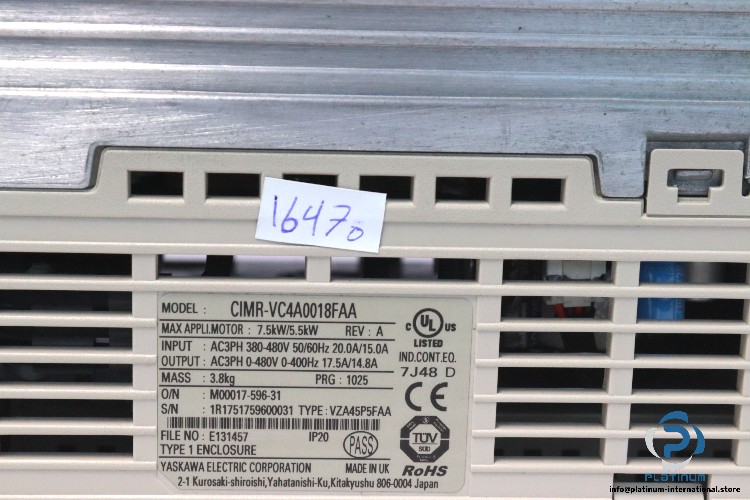 16470
MODEL : CIMR-VC4A0018FAA
MAX APPLI.MOTOR : 7.5kW/5.5kW REV : A
INPUT : AC3PH 380-480V 50/60Hz 20.0A/15.0A
OUTPUT : AC3PH 0-480V 0-400Hz 17.5A/14.8A
MASS : 3.8kg PRG : 1025
O/N : M00017-596-31
S/N : 1R1751759600031 TYPE : VZA45P5FAA
FILE NO : E131457 IP20
TYPE 1 ENCLOSURE
PASS
YASKAWA ELECTRIC CORPORATION MADE IN UK
2-1 Kurosaki-shiroishi,Yahatanishi-Ku,Kitakyushu 806-0004 Japan
C UL US
LISTED
IND.CONT.EQ.
7J48 D
CE
TÜV
SÜD
RoHS
PLATINUM
info@platinum-international.store